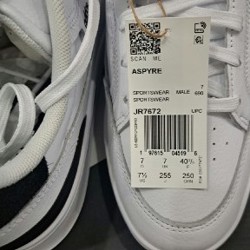 SCAN ME
ASPYRE
SPORTSWEAR MALE
SPORTSWEAR
JR7672 UPC
7 7 40⅔
7½ 255 250